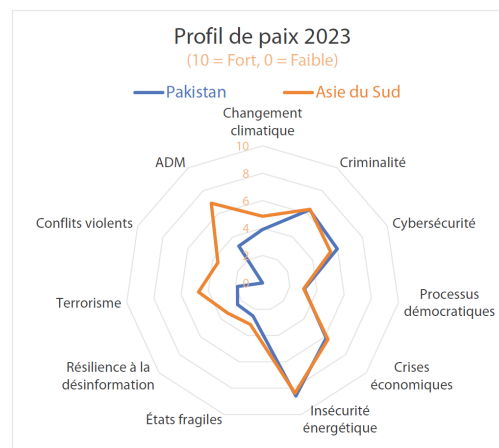 Profil de paix 2023
(10 = Fort, 0 = Faible)
Pakistan
Asie du Sud
Changement
climatique
Criminalité
Cybersécurité
Processus
démocratiques
Crises
économiques
Insécurité
énergétique
États fragiles
Résilience à la
désinformation
Terrorisme
Conflits violents
ADM
10
8
6
4
2
0